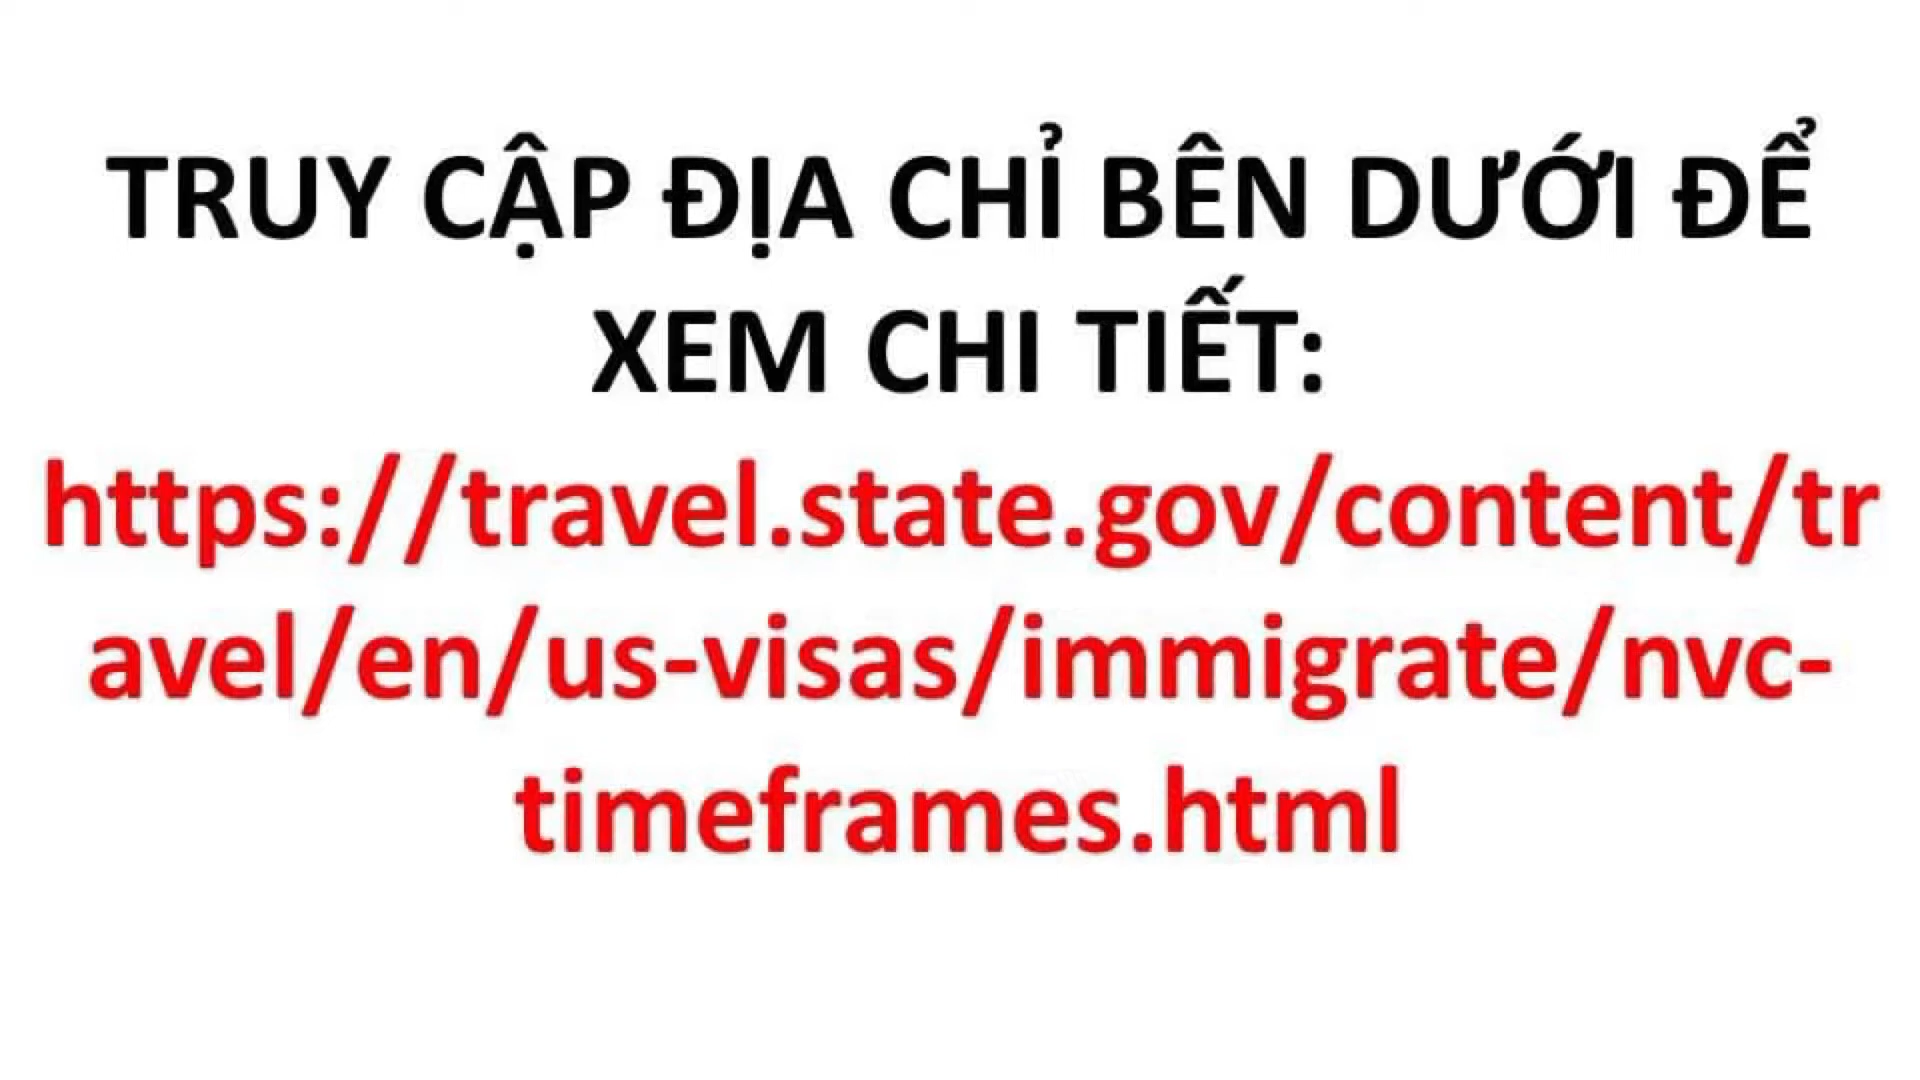 TRUY CẬP ĐỊA CHỈ BÊN DƯỚI ĐỂ
XEM CHI TIẾT:
https://travel.state.gov/content/tr
avel/en/us-visas/immigrate/nvc-
timeframes.html